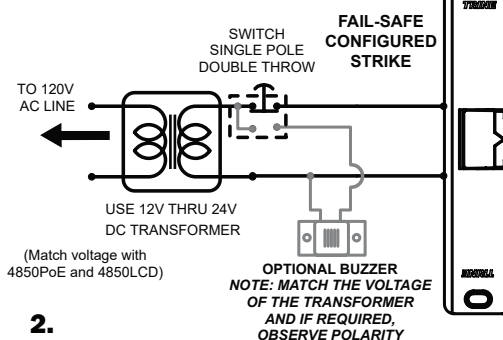 TRINE
FAIL-SAFE
CONFIGURED
STRIKE
SWITCH
SINGLE POLE
DOUBLE THROW
TO 120V
AC LINE
USE 12V THRU 24V
DC TRANSFORMER
(Match voltage with
4850PoE and 4850LCD)
OPTIONAL BUZZER
NOTE: MATCH THE VOLTAGE
OF THE TRANSFORMER
AND IF REQUIRED,
OBSERVE POLARITY
2.